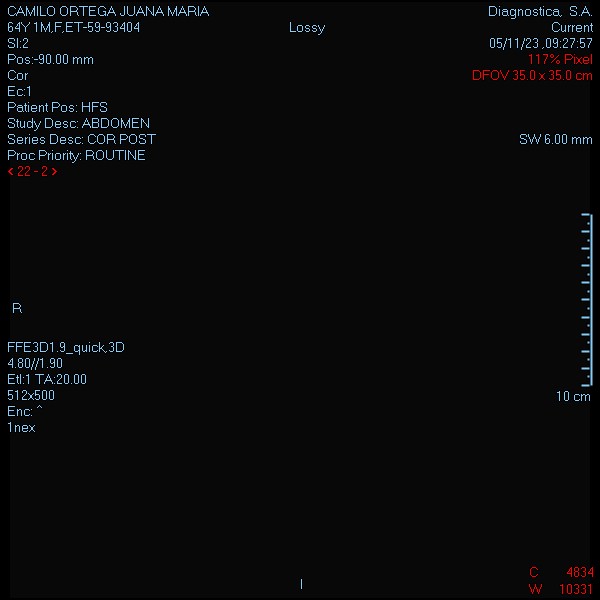 CAMILO ORTEGA JUANA MARIA
Diagnostica, S.A.
64Y 1M,F,ET-59-93404
Lossy
Current
Sl:2
05/11/23 ,09:27:57
Pos:-90.00 mm
117% Pixel
Cor
DFOV 35.0 x 35.0 cm
Ec:1
Patient Pos: HFS
Study Desc: ABDOMEN
Series Desc: COR POST
SW 6.00 mm
Proc Priority: ROUTINE
< 22 - 2 >
R
FFE3D1.9_quick,3D
4.80//1.90
Etl:1 TA:20.00
512x500
10 cm
Enc: ^
1nex
C 4834
I
W 10331